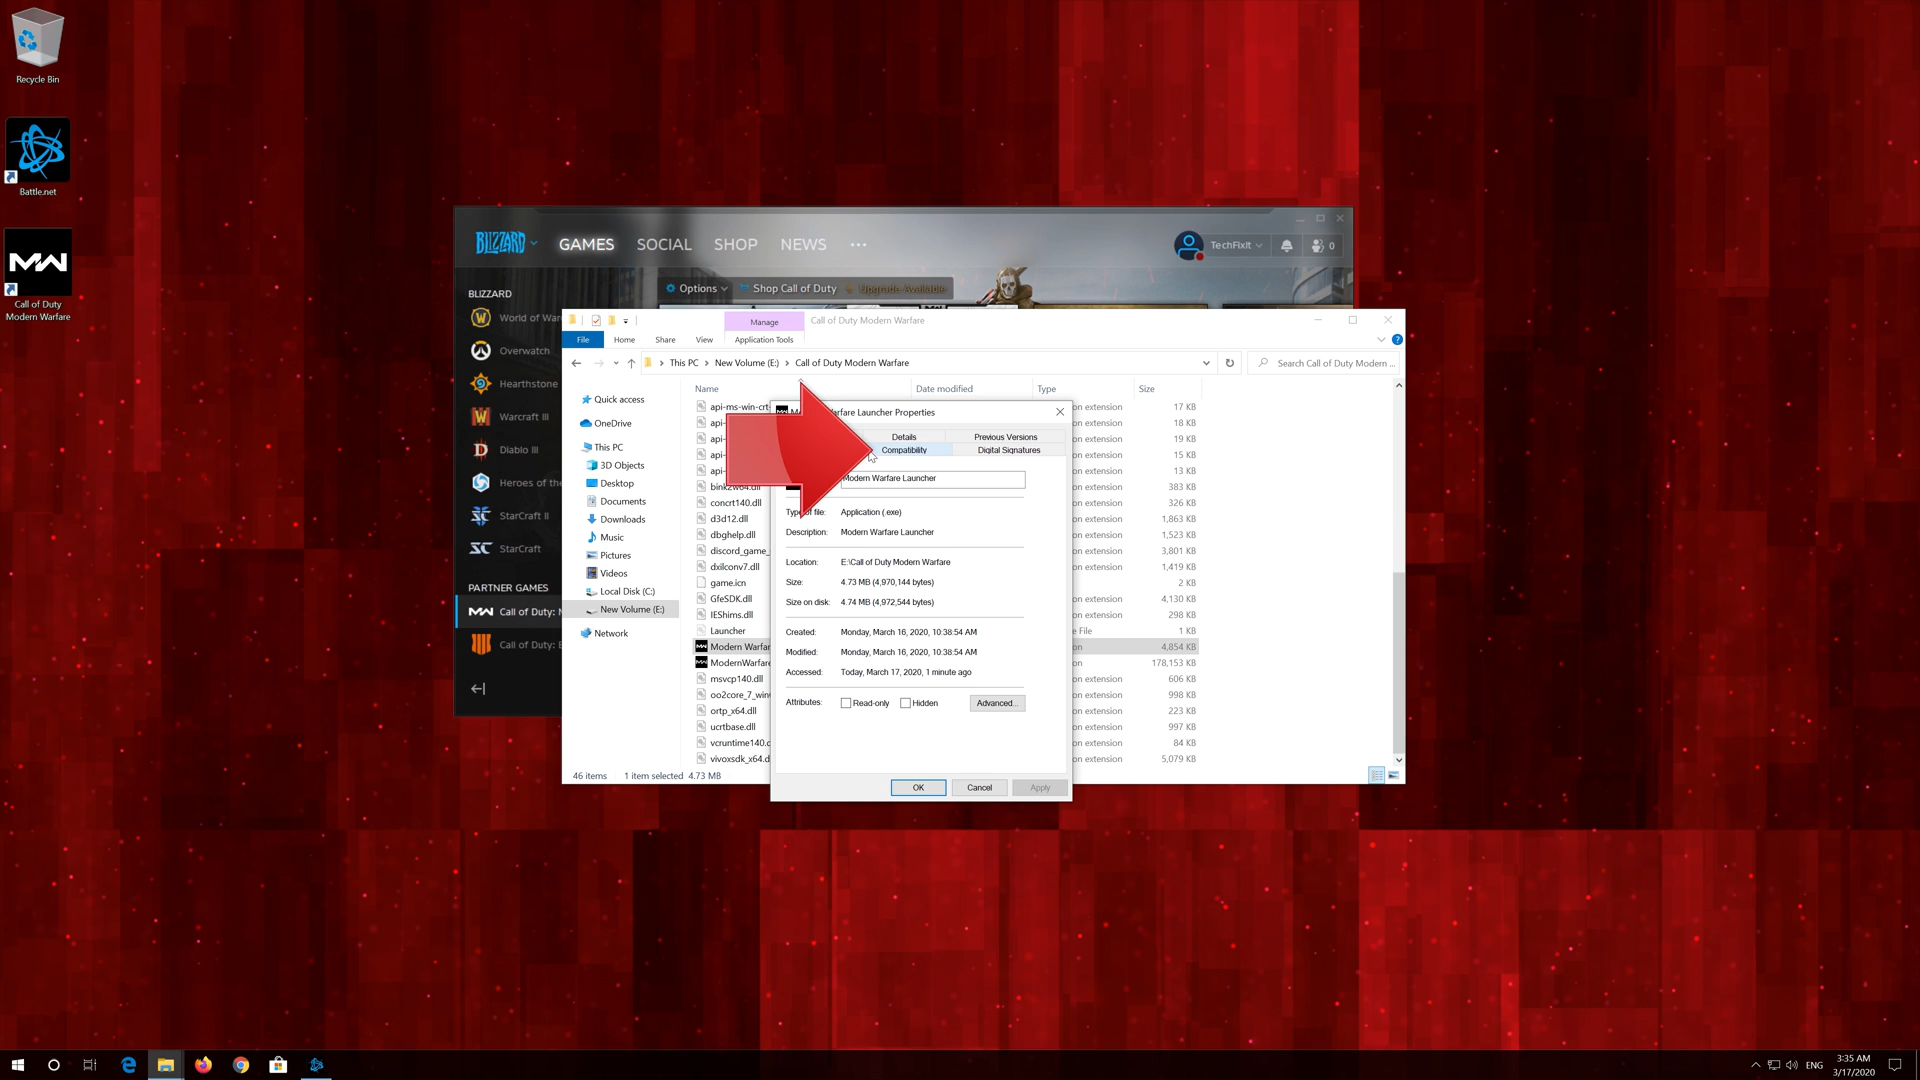 Recycle Bin
Battle.net
MW
Call of Duty
Modern Warfare
BLIZZARD
GAMES
SOCIAL
SHOP
NEWS
TechFixIt
0
Options
Shop Call of Duty
Upgrade Available
BLIZZARD
World of War
Overwatch
Hearthstone
Warcraft III
Diablo III
Heroes of the
StarCraft II
StarCraft
PARTNER GAMES
Call of Duty: M
Call of Duty: B
Manage
Call of Duty Modern Warfare
File
Home
Share
View
Application Tools
This PC
New Volume (E:)
Call of Duty Modern Warfare
Search Call of Duty Modern ...
Quick access
OneDrive
This PC
3D Objects
Desktop
Documents
Downloads
Music
Pictures
Videos
Local Disk (C:)
New Volume (E:)
Network
Name
Date modified
Type
Size
api-ms-win-crt
on extension 17 KB
api-
on extension 18 KB
api-
on extension 19 KB
api-
on extension 15 KB
api-
on extension 13 KB
bink2w64.dll
on extension 383 KB
concrt140.dll
on extension 326 KB
d3d12.dll
on extension 1,863 KB
dbghelp.dll
on extension 1,523 KB
discord_game_
on extension 3,801 KB
dxilconv7.dll
on extension 1,419 KB
game.icn
2 KB
GfeSDK.dll
on extension 4,130 KB
IEShims.dll
on extension 298 KB
Launcher
e File 1 KB
Modern Warfar
on 4,854 KB
ModernWarfare
on 178,153 KB
msvcp140.dll
on extension 606 KB
oo2core_7_win
on extension 998 KB
ortp_x64.dll
on extension 223 KB
ucrtbase.dll
on extension 997 KB
vcruntime140.d
on extension 84 KB
vivoxsdk_x64.d
on extension 5,079 KB
46 items
1 item selected 4.73 MB
arfare Launcher Properties
Details
Previous Versions
Compatibility
Digital Signatures
Modern Warfare Launcher
Type of file: Application (.exe)
Description: Modern Warfare Launcher
Location: E:\Call of Duty Modern Warfare
Size: 4.73 MB (4,970,144 bytes)
Size on disk: 4.74 MB (4,972,544 bytes)
Created: Monday, March 16, 2020, 10:38:54 AM
Modified: Monday, March 16, 2020, 10:38:54 AM
Accessed: Today, March 17, 2020, 1 minute ago
Attributes:
Read-only
Hidden
Advanced...
OK
Cancel
Apply
ENG
3:35 AM
3/17/2020